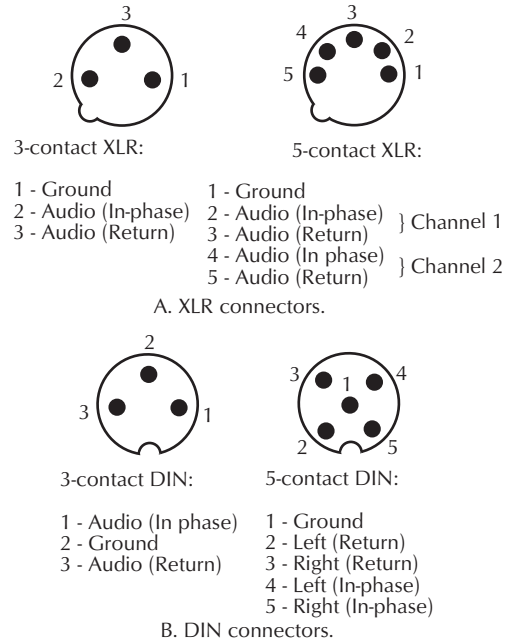 3
2
1
3
4
2
5
1
3-contact XLR:
1 - Ground
2 - Audio (In-phase)
3 - Audio (Return)
5-contact XLR:
1 - Ground
2 - Audio (In-phase)
3 - Audio (Return)
} Channel 1
4 - Audio (In phase)
5 - Audio (Return)
} Channel 2
A. XLR connectors.
2
3
1
3
1
4
2
5
3-contact DIN:
1 - Audio (In phase)
2 - Ground
3 - Audio (Return)
5-contact DIN:
1 - Ground
2 - Left (Return)
3 - Right (Return)
4 - Left (In-phase)
5 - Right (In-phase)
B. DIN connectors.